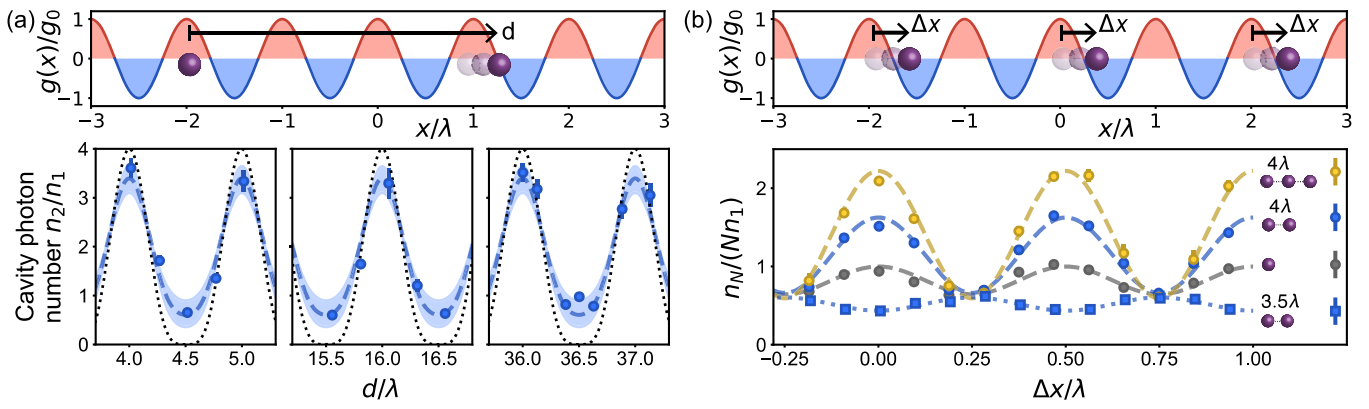 (a)
g(x)/g₀
1
0
−1
d
−3 −2 −1 0 1 2 3
x/λ
Cavity photon
number n₂/n₁
4
3
2
1
0
4.0 4.5 5.0
15.5 16.0 16.5
36.0 36.5 37.0
d/λ
(b)
g(x)/g₀
1
0
−1
Δx Δx Δx
−3 −2 −1 0 1 2 3
x/λ
n_N/(Nn₁)
2
1
0
4λ
4λ
3.5λ
−0.25 0.00 0.25 0.50 0.75 1.00
Δx/λ